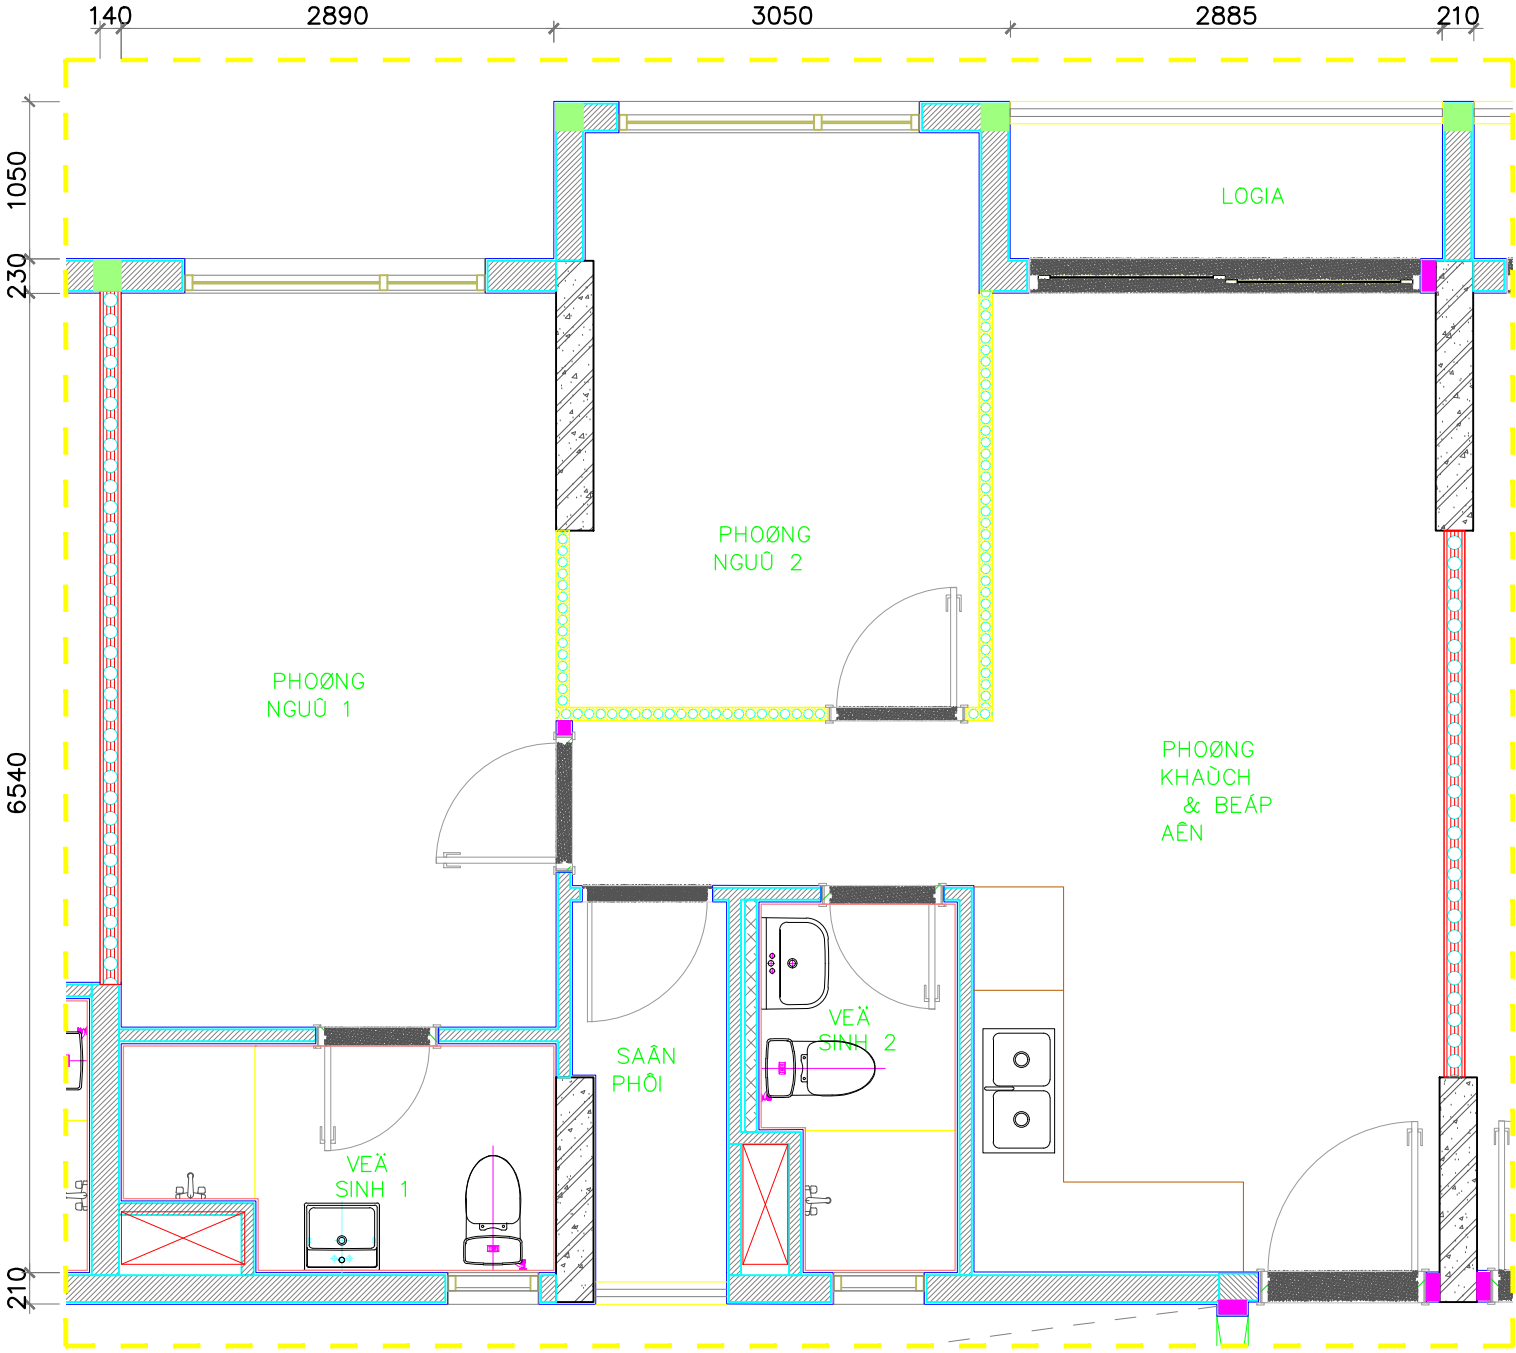 140
2890
3050
2885
210
1050
230
6540
210
LOGIA
PHOØNG
NGUÛ 2
PHOØNG
NGUÛ 1
PHOØNG
KHAÙCH
& BEÁP
AÊN
VEÄ
SINH 2
SAÂN
PHÔI
VEÄ
SINH 1